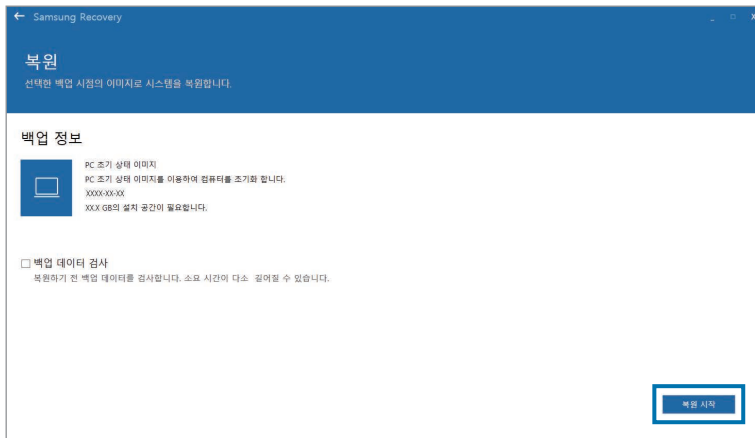 ← Samsung Recovery
복원
선택한 백업 시점의 이미지로 시스템을 복원합니다.
백업 정보
PC 초기 상태 이미지
PC 초기 상태 이미지를 이용하여 컴퓨터를 초기화 합니다.
XXXX-XX-XX
XX.X GB의 설치 공간이 필요합니다.
백업 데이터 검사
복원하기 전 백업 데이터를 검사합니다. 소요 시간이 다소 길어질 수 있습니다.
복원 시작